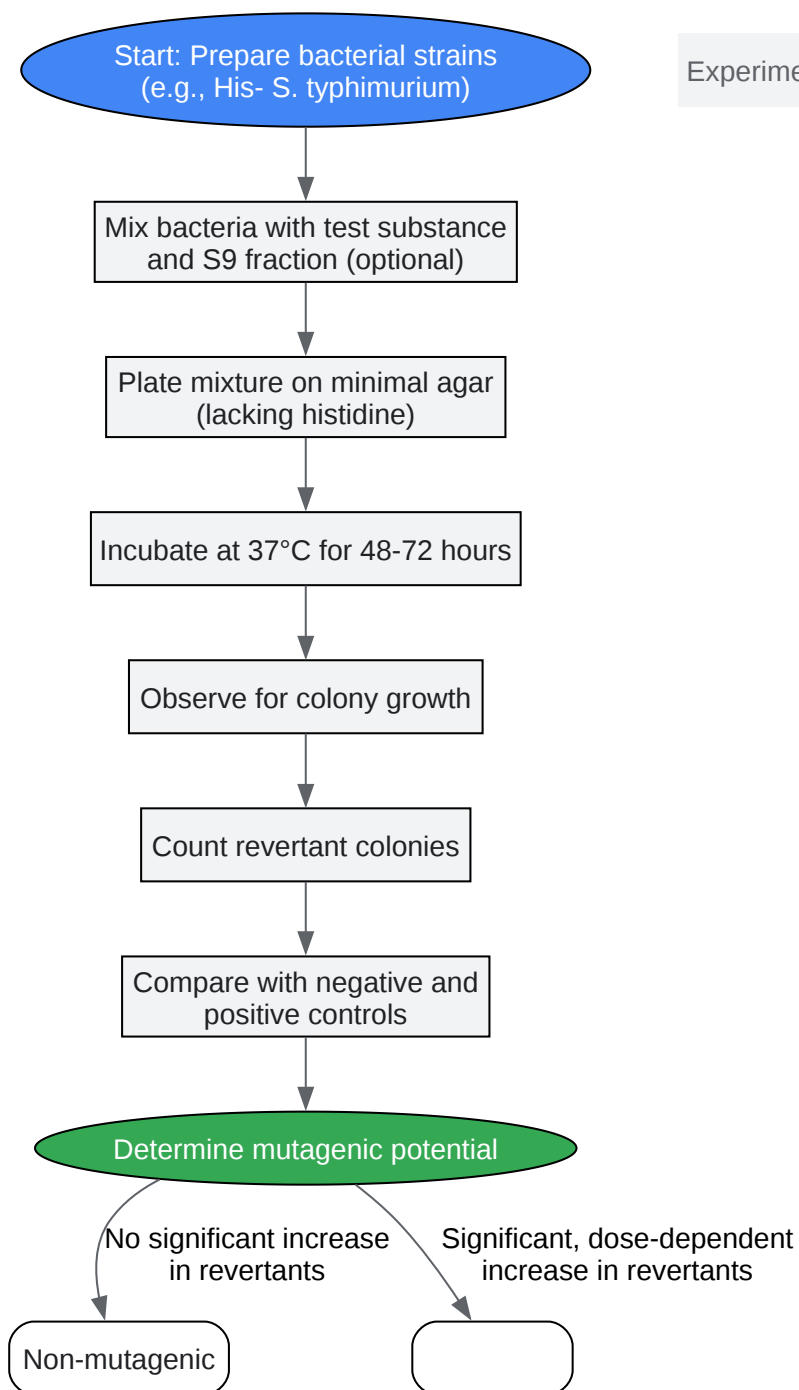 Start: Prepare bacterial strains
(e.g., His- S. typhimurium)
Mix bacteria with test substance
and S9 fraction (optional)
Plate mixture on minimal agar
(lacking histidine)
Incubate at 37°C for 48-72 hours
Observe for colony growth
Count revertant colonies
Compare with negative and
positive controls
Determine mutagenic potential
No significant increase
in revertants
Significant, dose-dependent
increase in revertants
Non-mutagenic